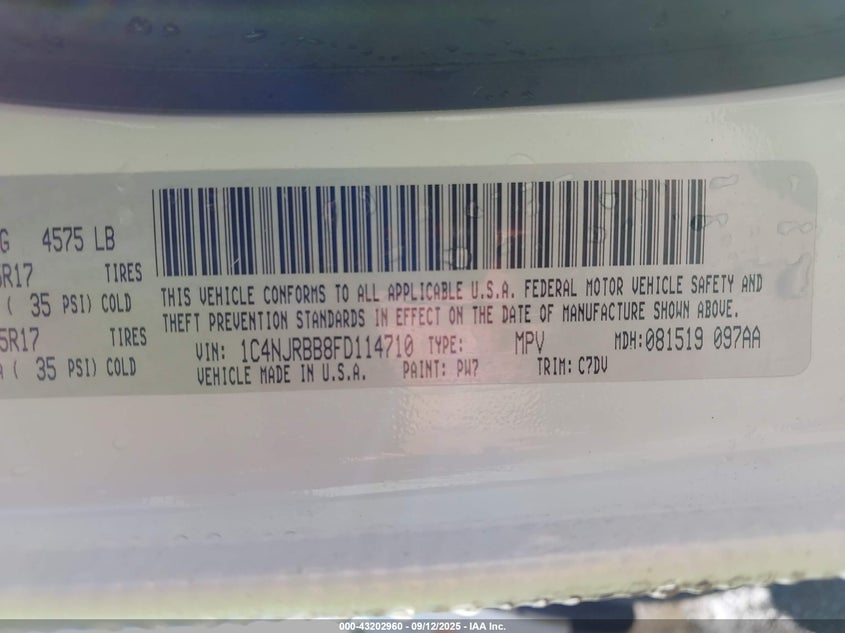 G 4575 LB
5R17 TIRES
( 35 PSI) COLD
5R17 TIRES
A ( 35 PSI) COLD
THIS VEHICLE CONFORMS TO ALL APPLICABLE U.S.A. FEDERAL MOTOR VEHICLE SAFETY AND
THEFT PREVENTION STANDARDS IN EFFECT ON THE DATE OF MANUFACTURE SHOWN ABOVE.
VIN: 1C4NJRBB8FD114710 TYPE: MPV MDH:081519 097AA
VEHICLE MADE IN U.S.A. PAINT: PW7 TRIM: C7DV
000-43202960 - 09/12/2025 - IAA Inc.